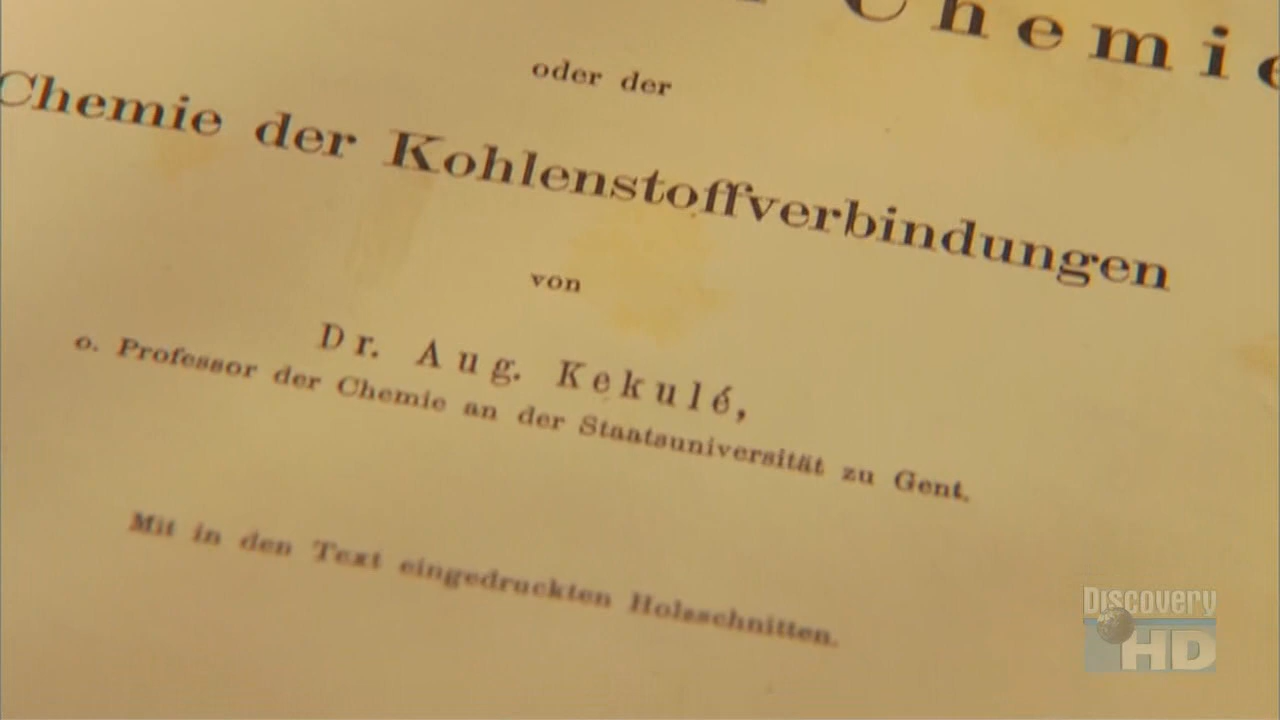 Chemie
oder der
Chemie der Kohlenstoffverbindungen
von
Dr. Aug. Kekulé,
o. Professor der Chemie an der Staatsuniversität zu Gent.
Mit in den Text eingedruckten Holzschnitten.
Discovery
HD